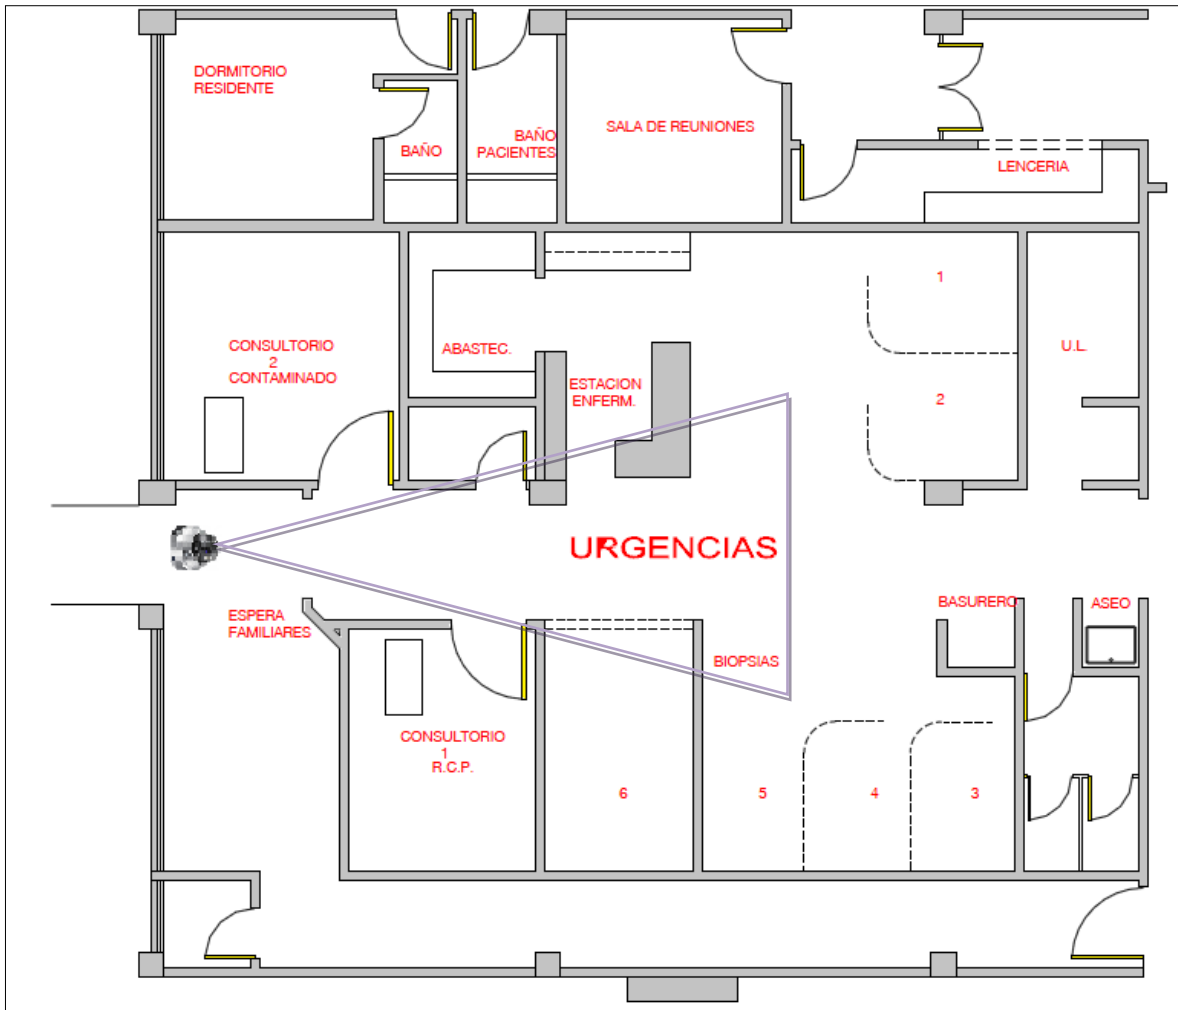 DORMITORIO
RESIDENTE
BAÑO
BAÑO
PACIENTES
SALA DE REUNIONES
LENCERIA
CONSULTORIO
2
CONTAMINADO
ABASTEC.
ESTACION
ENFERM.
1
2
U.L.
URGENCIAS
ESPERA
FAMILIARES
BASURERO
ASEO
BIOPSIAS
CONSULTORIO
1
R.C.P.
6
5
4
3